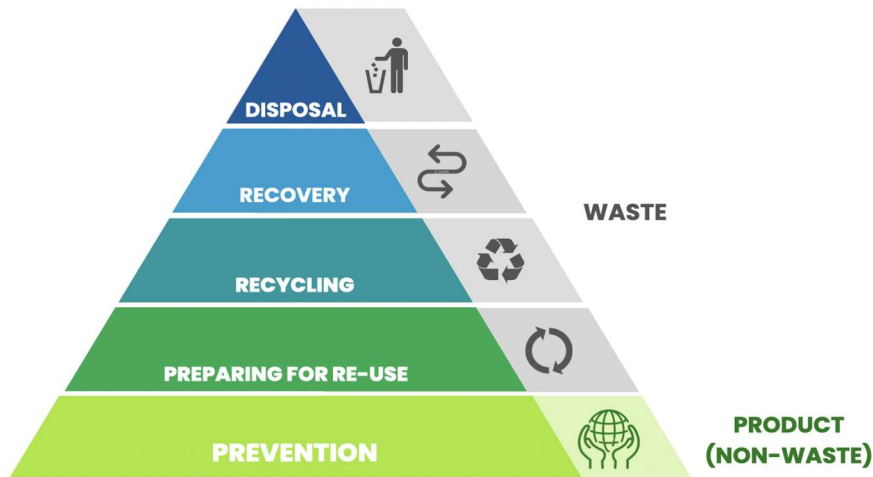 DISPOSAL
RECOVERY
WASTE
RECYCLING
PREPARING FOR RE-USE
PREVENTION
PRODUCT
(NON-WASTE)